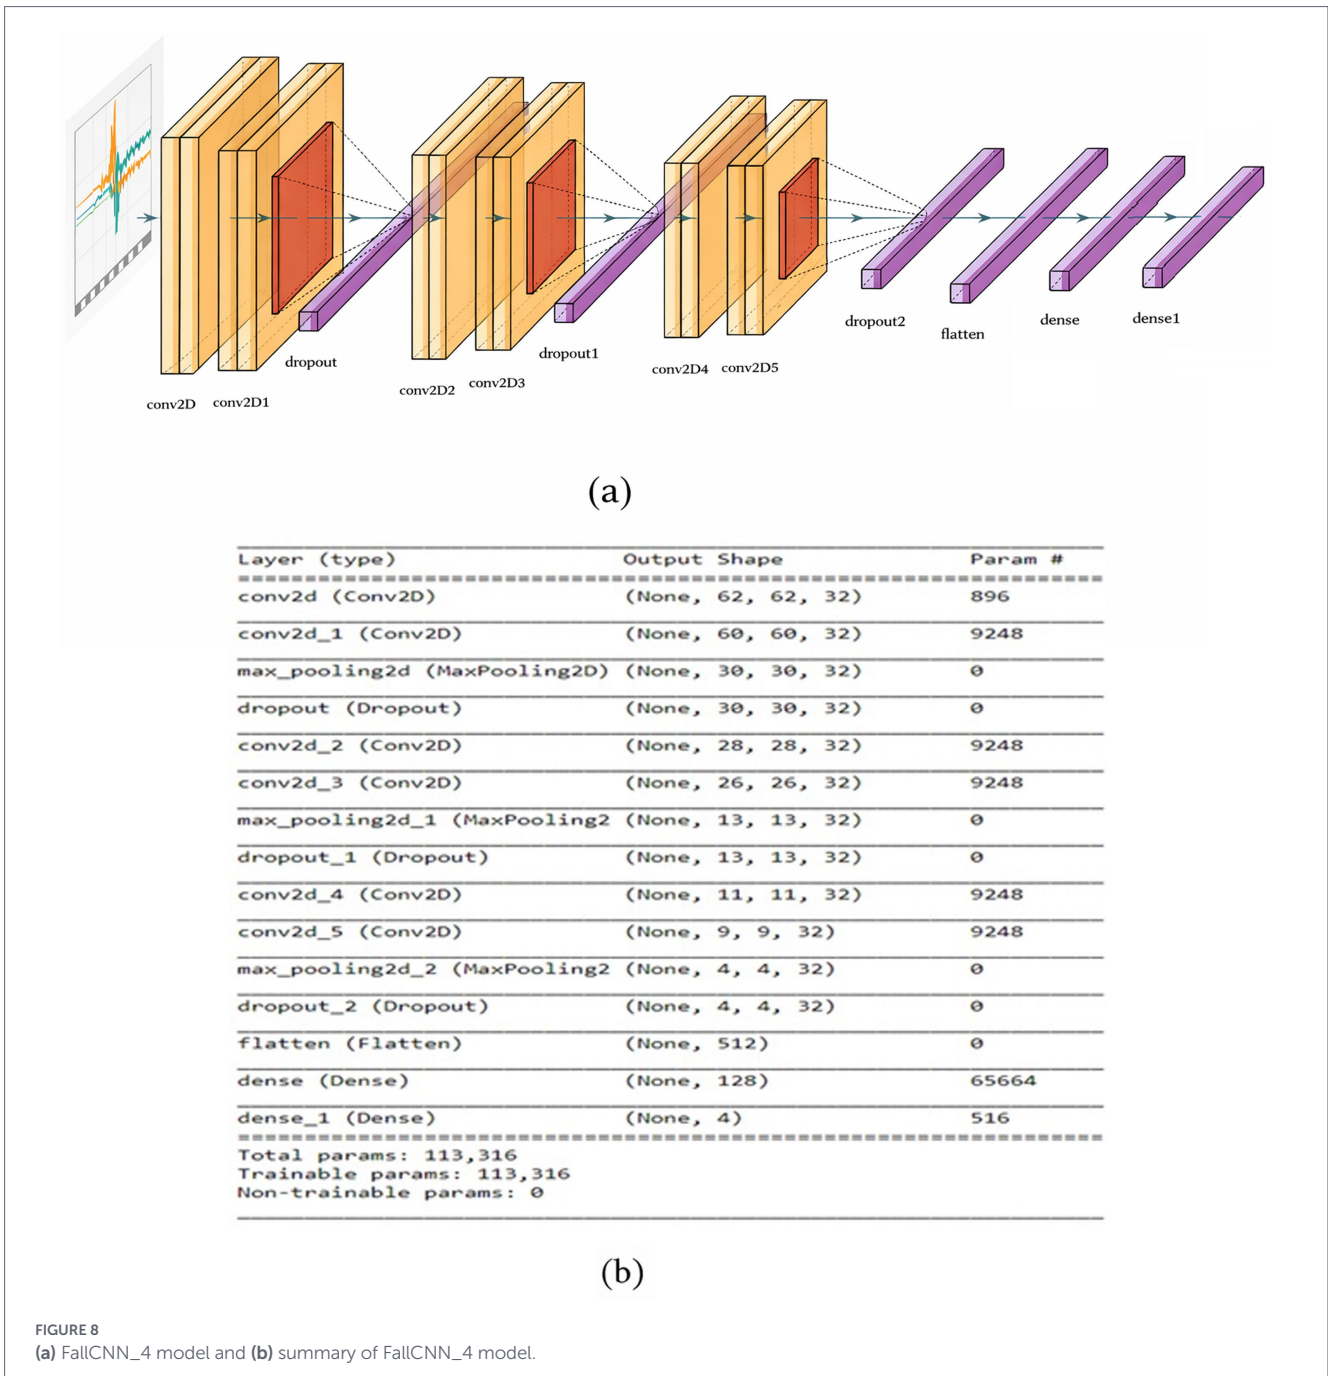 conv2D conv2D1 dropout conv2D2 conv2D3 dropout1 conv2D4 conv2D5 dropout2 flatten dense dense1
(a)
Layer (type) Output Shape Param #
conv2d (Conv2D) (None, 62, 62, 32) 896
conv2d_1 (Conv2D) (None, 60, 60, 32) 9248
max_pooling2d (MaxPooling2D) (None, 30, 30, 32) 0
dropout (Dropout) (None, 30, 30, 32) 0
conv2d_2 (Conv2D) (None, 28, 28, 32) 9248
conv2d_3 (Conv2D) (None, 26, 26, 32) 9248
max_pooling2d_1 (MaxPooling2 (None, 13, 13, 32) 0
dropout_1 (Dropout) (None, 13, 13, 32) 0
conv2d_4 (Conv2D) (None, 11, 11, 32) 9248
conv2d_5 (Conv2D) (None, 9, 9, 32) 9248
max_pooling2d_2 (MaxPooling2 (None, 4, 4, 32) 0
dropout_2 (Dropout) (None, 4, 4, 32) 0
flatten (Flatten) (None, 512) 0
dense (Dense) (None, 128) 65664
dense_1 (Dense) (None, 4) 516
Total params: 113,316
Trainable params: 113,316
Non-trainable params: 0
(b)
FIGURE 8
(a) FallCNN_4 model and (b) summary of FallCNN_4 model.